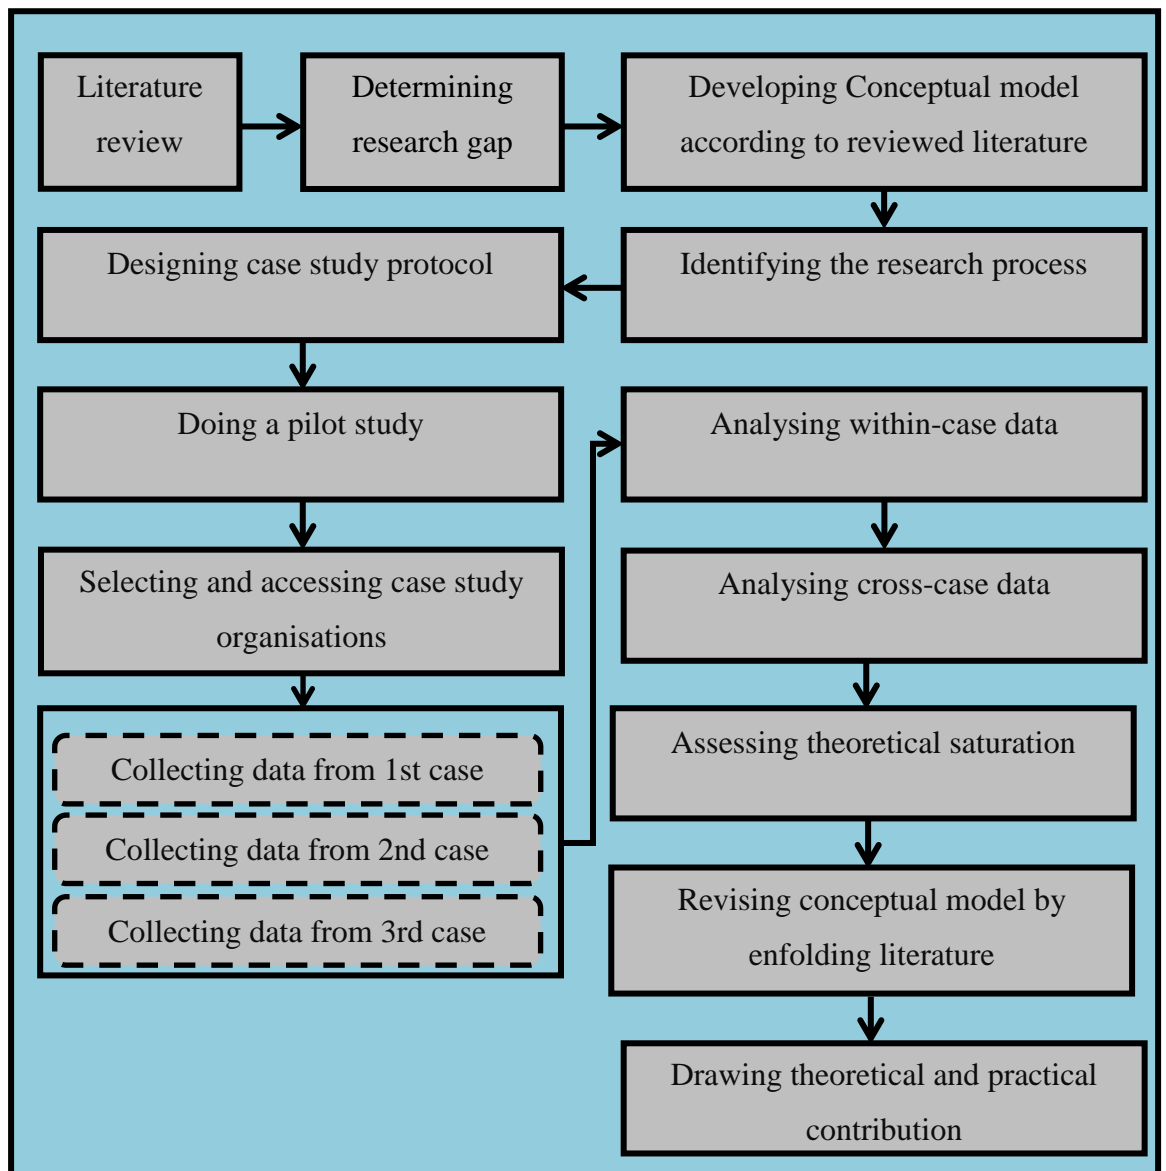 Literature
review
Determining
research gap
Developing Conceptual model
according to reviewed literature
Identifying the research process
Designing case study protocol
Doing a pilot study
Selecting and accessing case study
organisations
Collecting data from 1st case
Collecting data from 2nd case
Collecting data from 3rd case
Analysing within-case data
Analysing cross-case data
Assessing theoretical saturation
Revising conceptual model by
enfolding literature
Drawing theoretical and practical
contribution